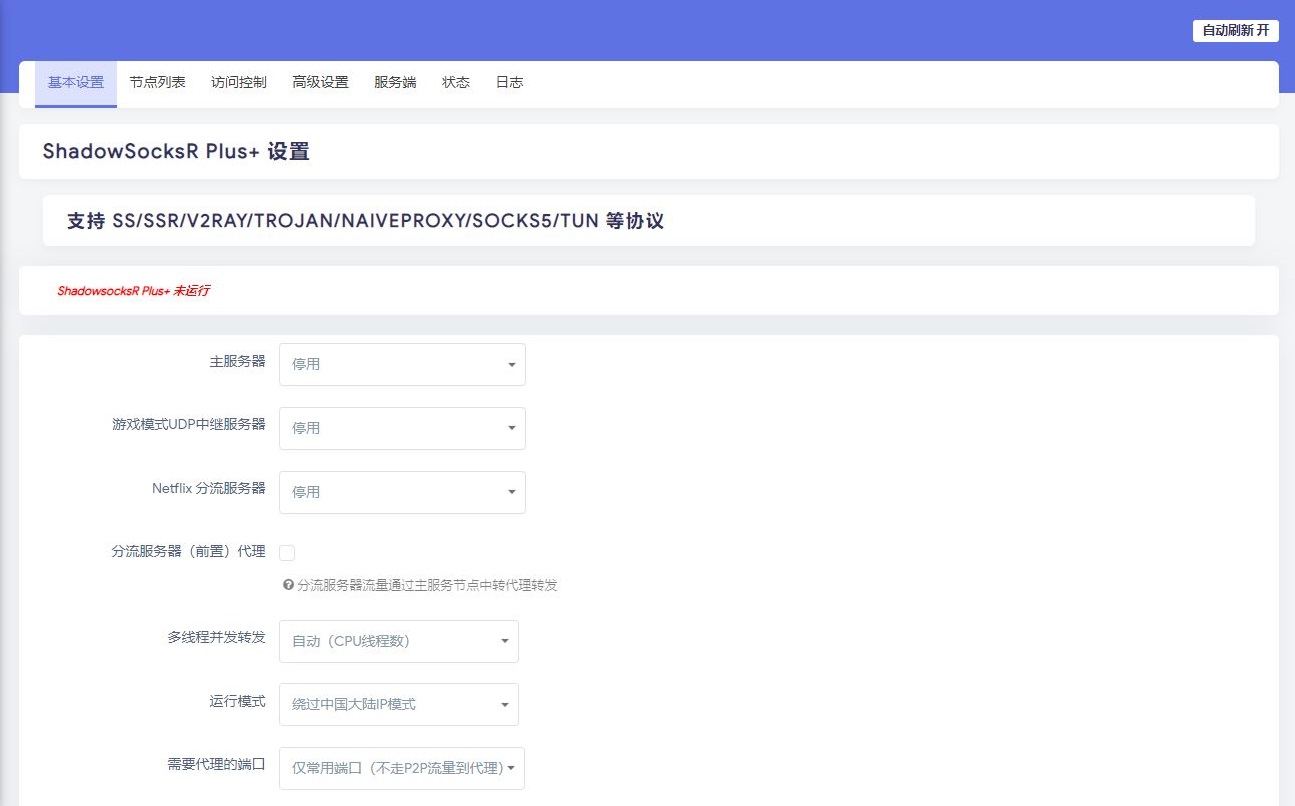 自动刷新 开
基本设置 节点列表 访问控制 高级设置 服务端 状态 日志
ShadowSocksR Plus+ 设置
支持 SS/SSR/V2RAY/TROJAN/NAIVEPROXY/SOCKS5/TUN 等协议
ShadowsocksR Plus+ 未运行
主服务器 停用
游戏模式UDP中继服务器 停用
Netflix 分流服务器 停用
分流服务器（前置）代理
分流服务器流量通过主服务节点中转代理转发
多线程并发转发 自动（CPU线程数）
运行模式 绕过中国大陆IP模式
需要代理的端口 仅常用端口（不走P2P流量到代理）